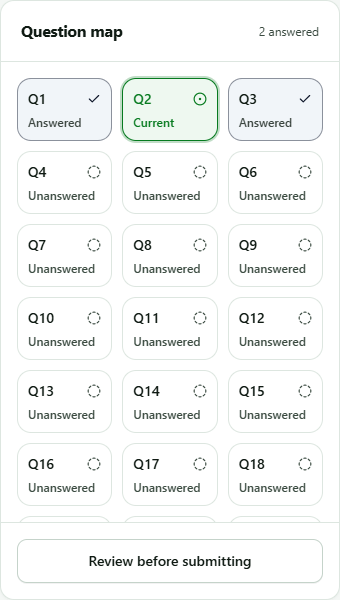 Question map
2 answered
Q1
Answered
Q2
Current
Q3
Answered
Q4
Unanswered
Q5
Unanswered
Q6
Unanswered
Q7
Unanswered
Q8
Unanswered
Q9
Unanswered
Q10
Unanswered
Q11
Unanswered
Q12
Unanswered
Q13
Unanswered
Q14
Unanswered
Q15
Unanswered
Q16
Unanswered
Q17
Unanswered
Q18
Unanswered
Review before submitting